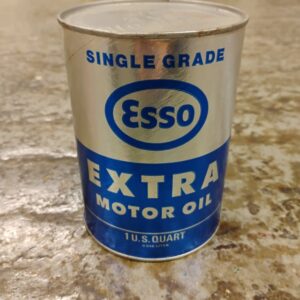 SINGLE GRADE
Esso
EXTRA
MOTOR OIL
1 U.S. QUART